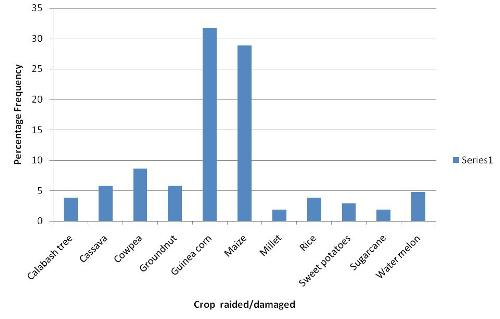 35
30
25
20
15
10
5
0
Percentage Frequency
Calabash tree
Cassava
Cowpea
Groundnut
Guinea corn
Maize
Millet
Rice
Sweet potatoes
Sugarcane
Water melon
Crop raided/damaged
Series1